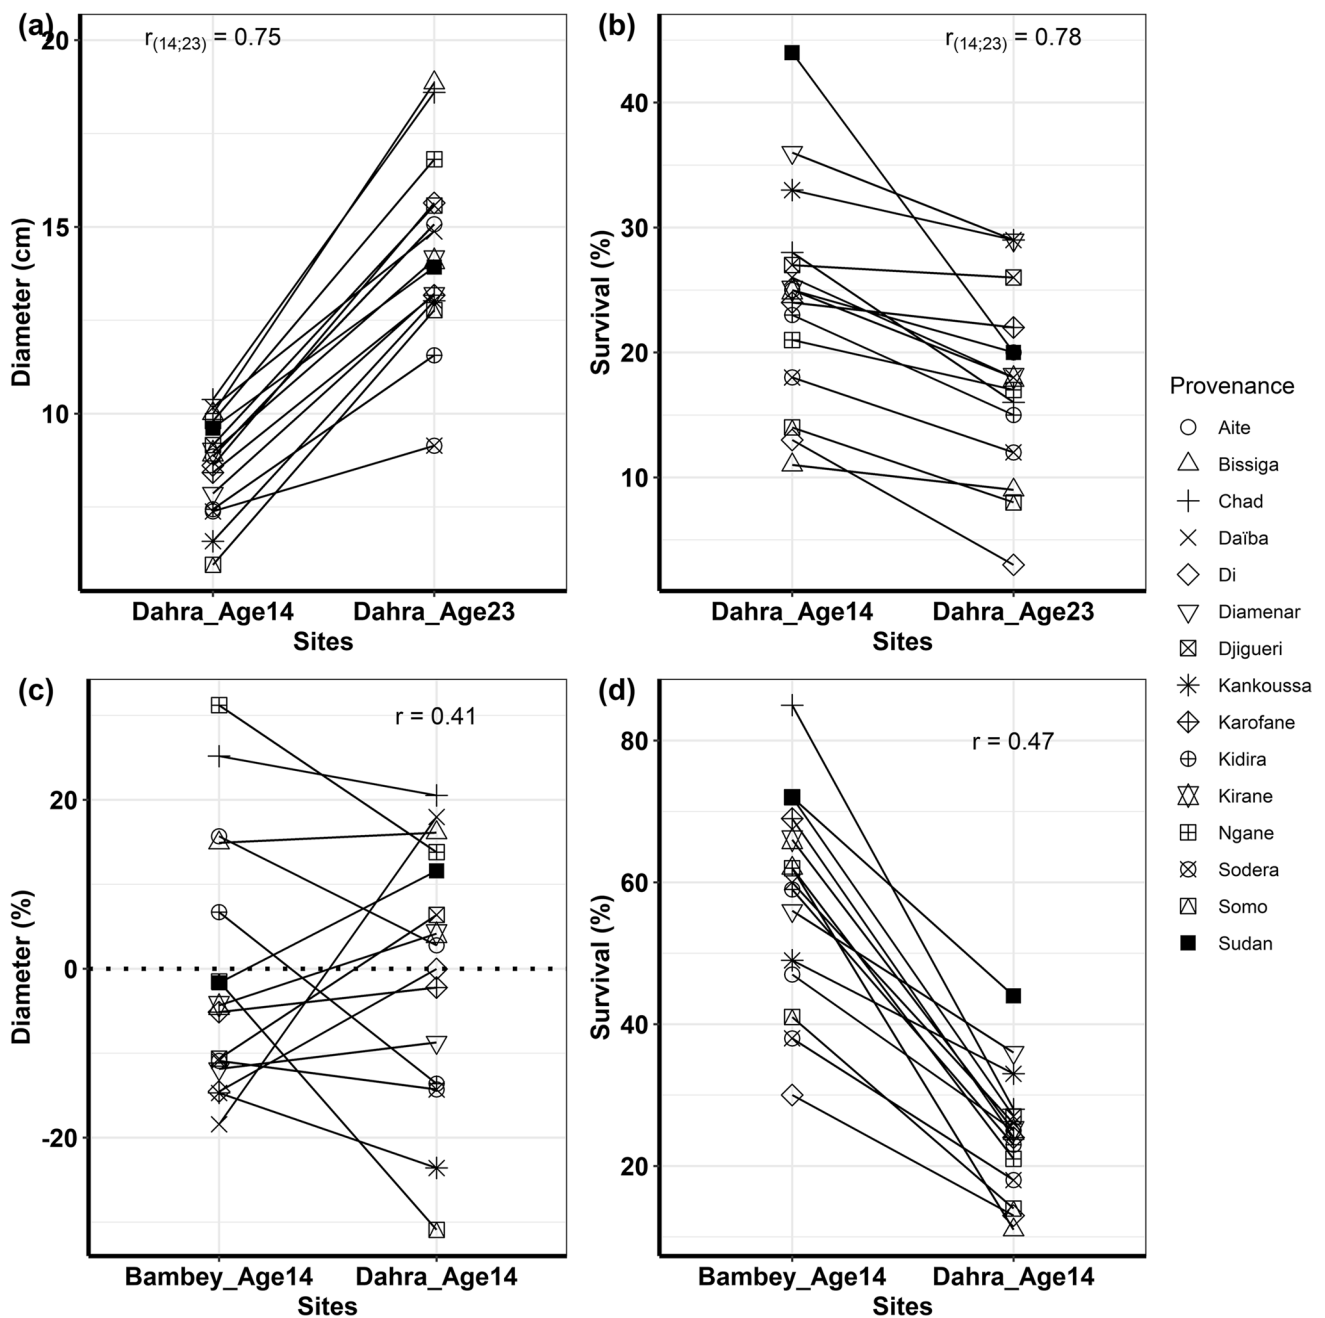 (a)
r(14;23) = 0.75
20
15
10
Diameter (cm)
Dahra_Age14 Dahra_Age23
Sites
(b)
r(14;23) = 0.78
40
30
20
10
Survival (%)
Dahra_Age14 Dahra_Age23
Sites
(c)
r = 0.41
20
0
-20
Diameter (%)
Bambey_Age14 Dahra_Age14
Sites
(d)
r = 0.47
80
60
40
20
Survival (%)
Bambey_Age14 Dahra_Age14
Sites
Provenance
Aite
Bissiga
Chad
Daïba
Di
Diamenar
Djigueri
Kankoussa
Karofane
Kidira
Kirane
Ngane
Sodera
Somo
Sudan